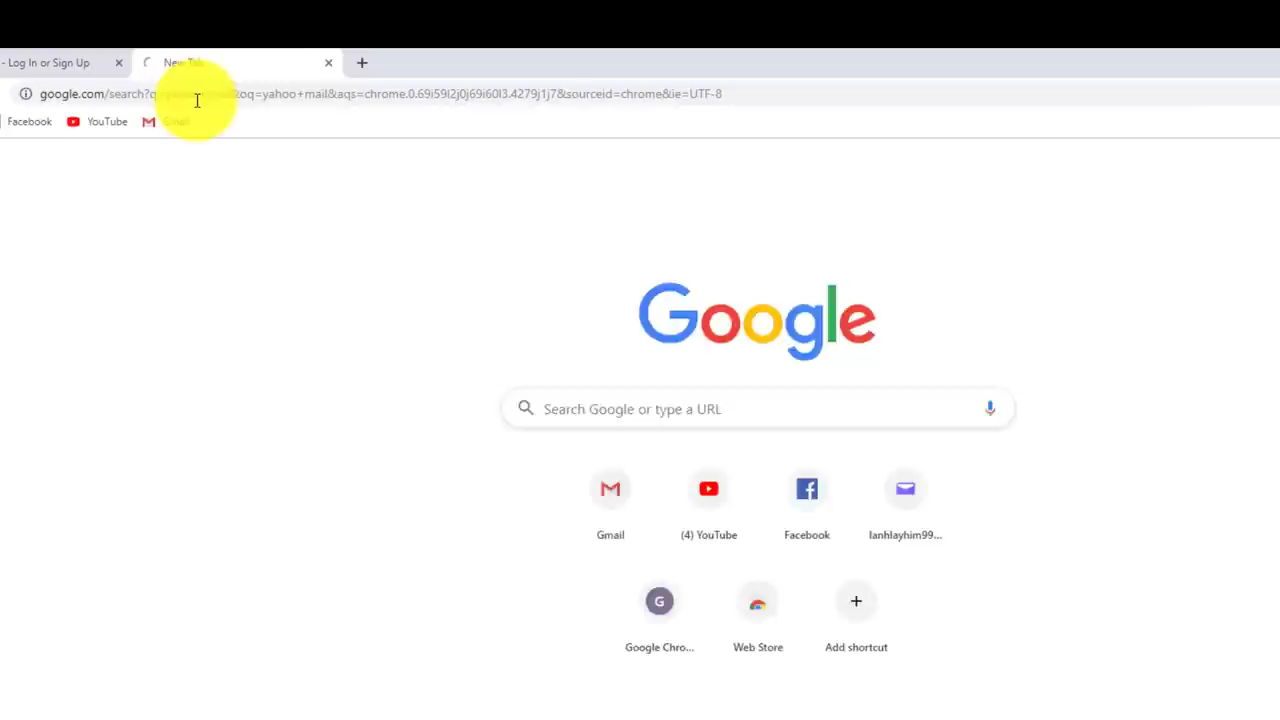 - Log In or Sign Up
New Tab
google.com/search?q= &oq=yahoo+mail&aqs=chrome.0.69i59l2j0j69i60l3.4279j1j7&sourceid=chrome&ie=UTF-8
Facebook YouTube Gmail
Google
Search Google or type a URL
Gmail (4) YouTube Facebook lanhlayhim99...
G
Google Chro... Web Store Add shortcut